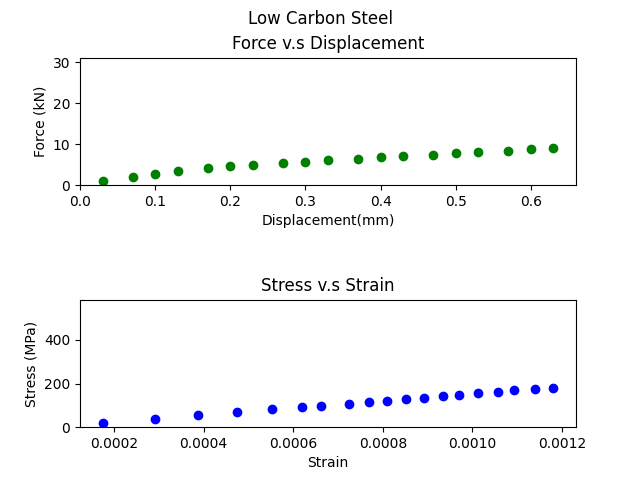 Low Carbon Steel
Force v.s Displacement
30
20
10
0
Force (kN)
0.0 0.1 0.2 0.3 0.4 0.5 0.6
Displacement(mm)
Stress v.s Strain
400
200
0
Stress (MPa)
0.0002 0.0004 0.0006 0.0008 0.0010 0.0012
Strain